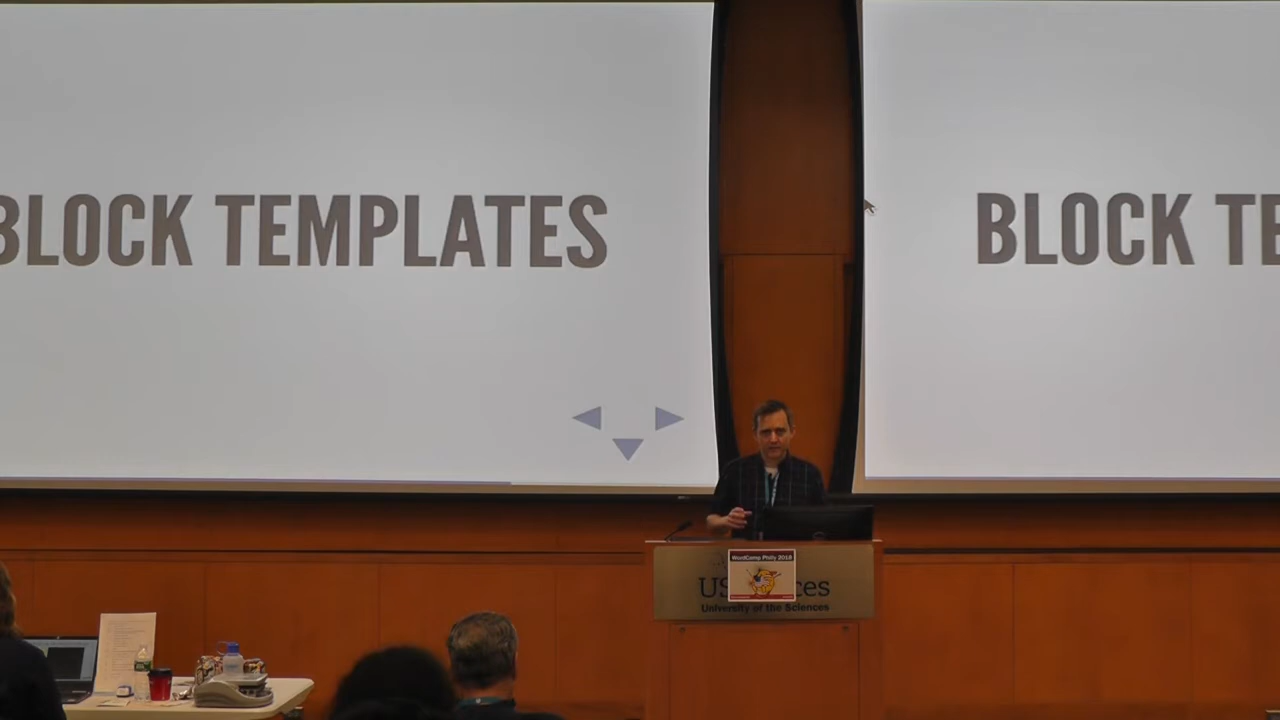 BLOCK TEMPLATES
BLOCK TE
WordCamp Philly 2018
US ces
University of the Sciences